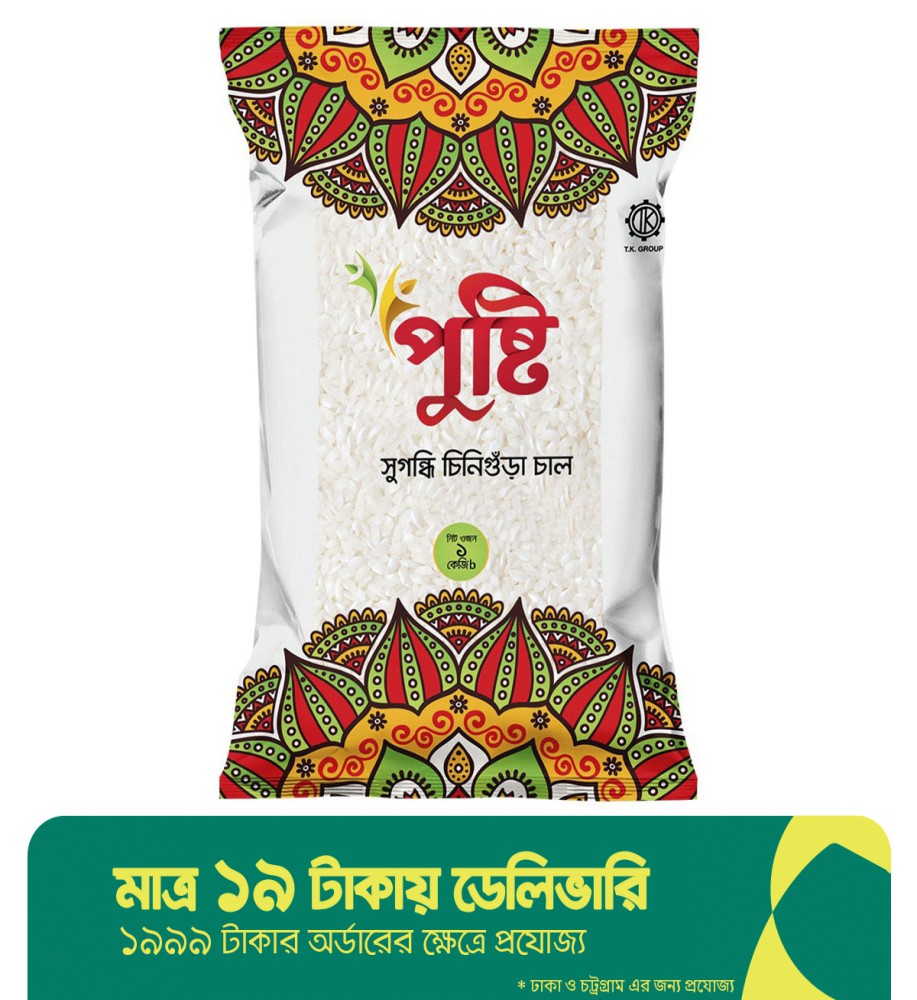 T.K. GROUP
পুষ্টি
সুগন্ধি চিনিগুঁড়া চাল
নিট ওজন
১
কেজি
মাত্র ১৯ টাকায় ডেলিভারি
১৯৯৯ টাকার অর্ডারের ক্ষেত্রে প্রযোজ্য
* ঢাকা ও চট্টগ্রাম এর জন্য প্রযোজ্য